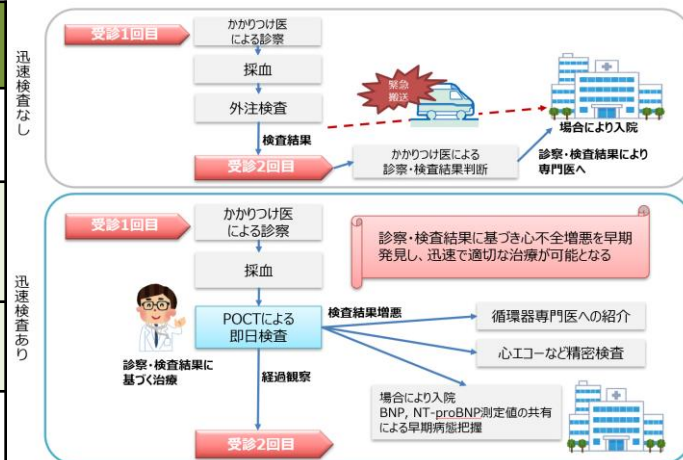 迅速検査なし
受診1回目
かかりつけ医
による診察
採血
外注検査
検査結果
緊急
搬送
受診2回目
かかりつけ医による
診察・検査結果判断
場合により入院
診察・検査結果により
専門医へ
迅速検査あり
受診1回目
かかりつけ医
による診察
採血
診察・検査結果に基づき心不全増悪を早期
発見し、迅速で適切な治療が可能となる
POCTによる
即日検査
検査結果増悪
循環器専門医への紹介
心エコーなど精密検査
診察・検査結果に
基づく治療
経過観察
場合により入院
BNP, NT-proBNP測定値の共有
による早期病態把握
受診2回目